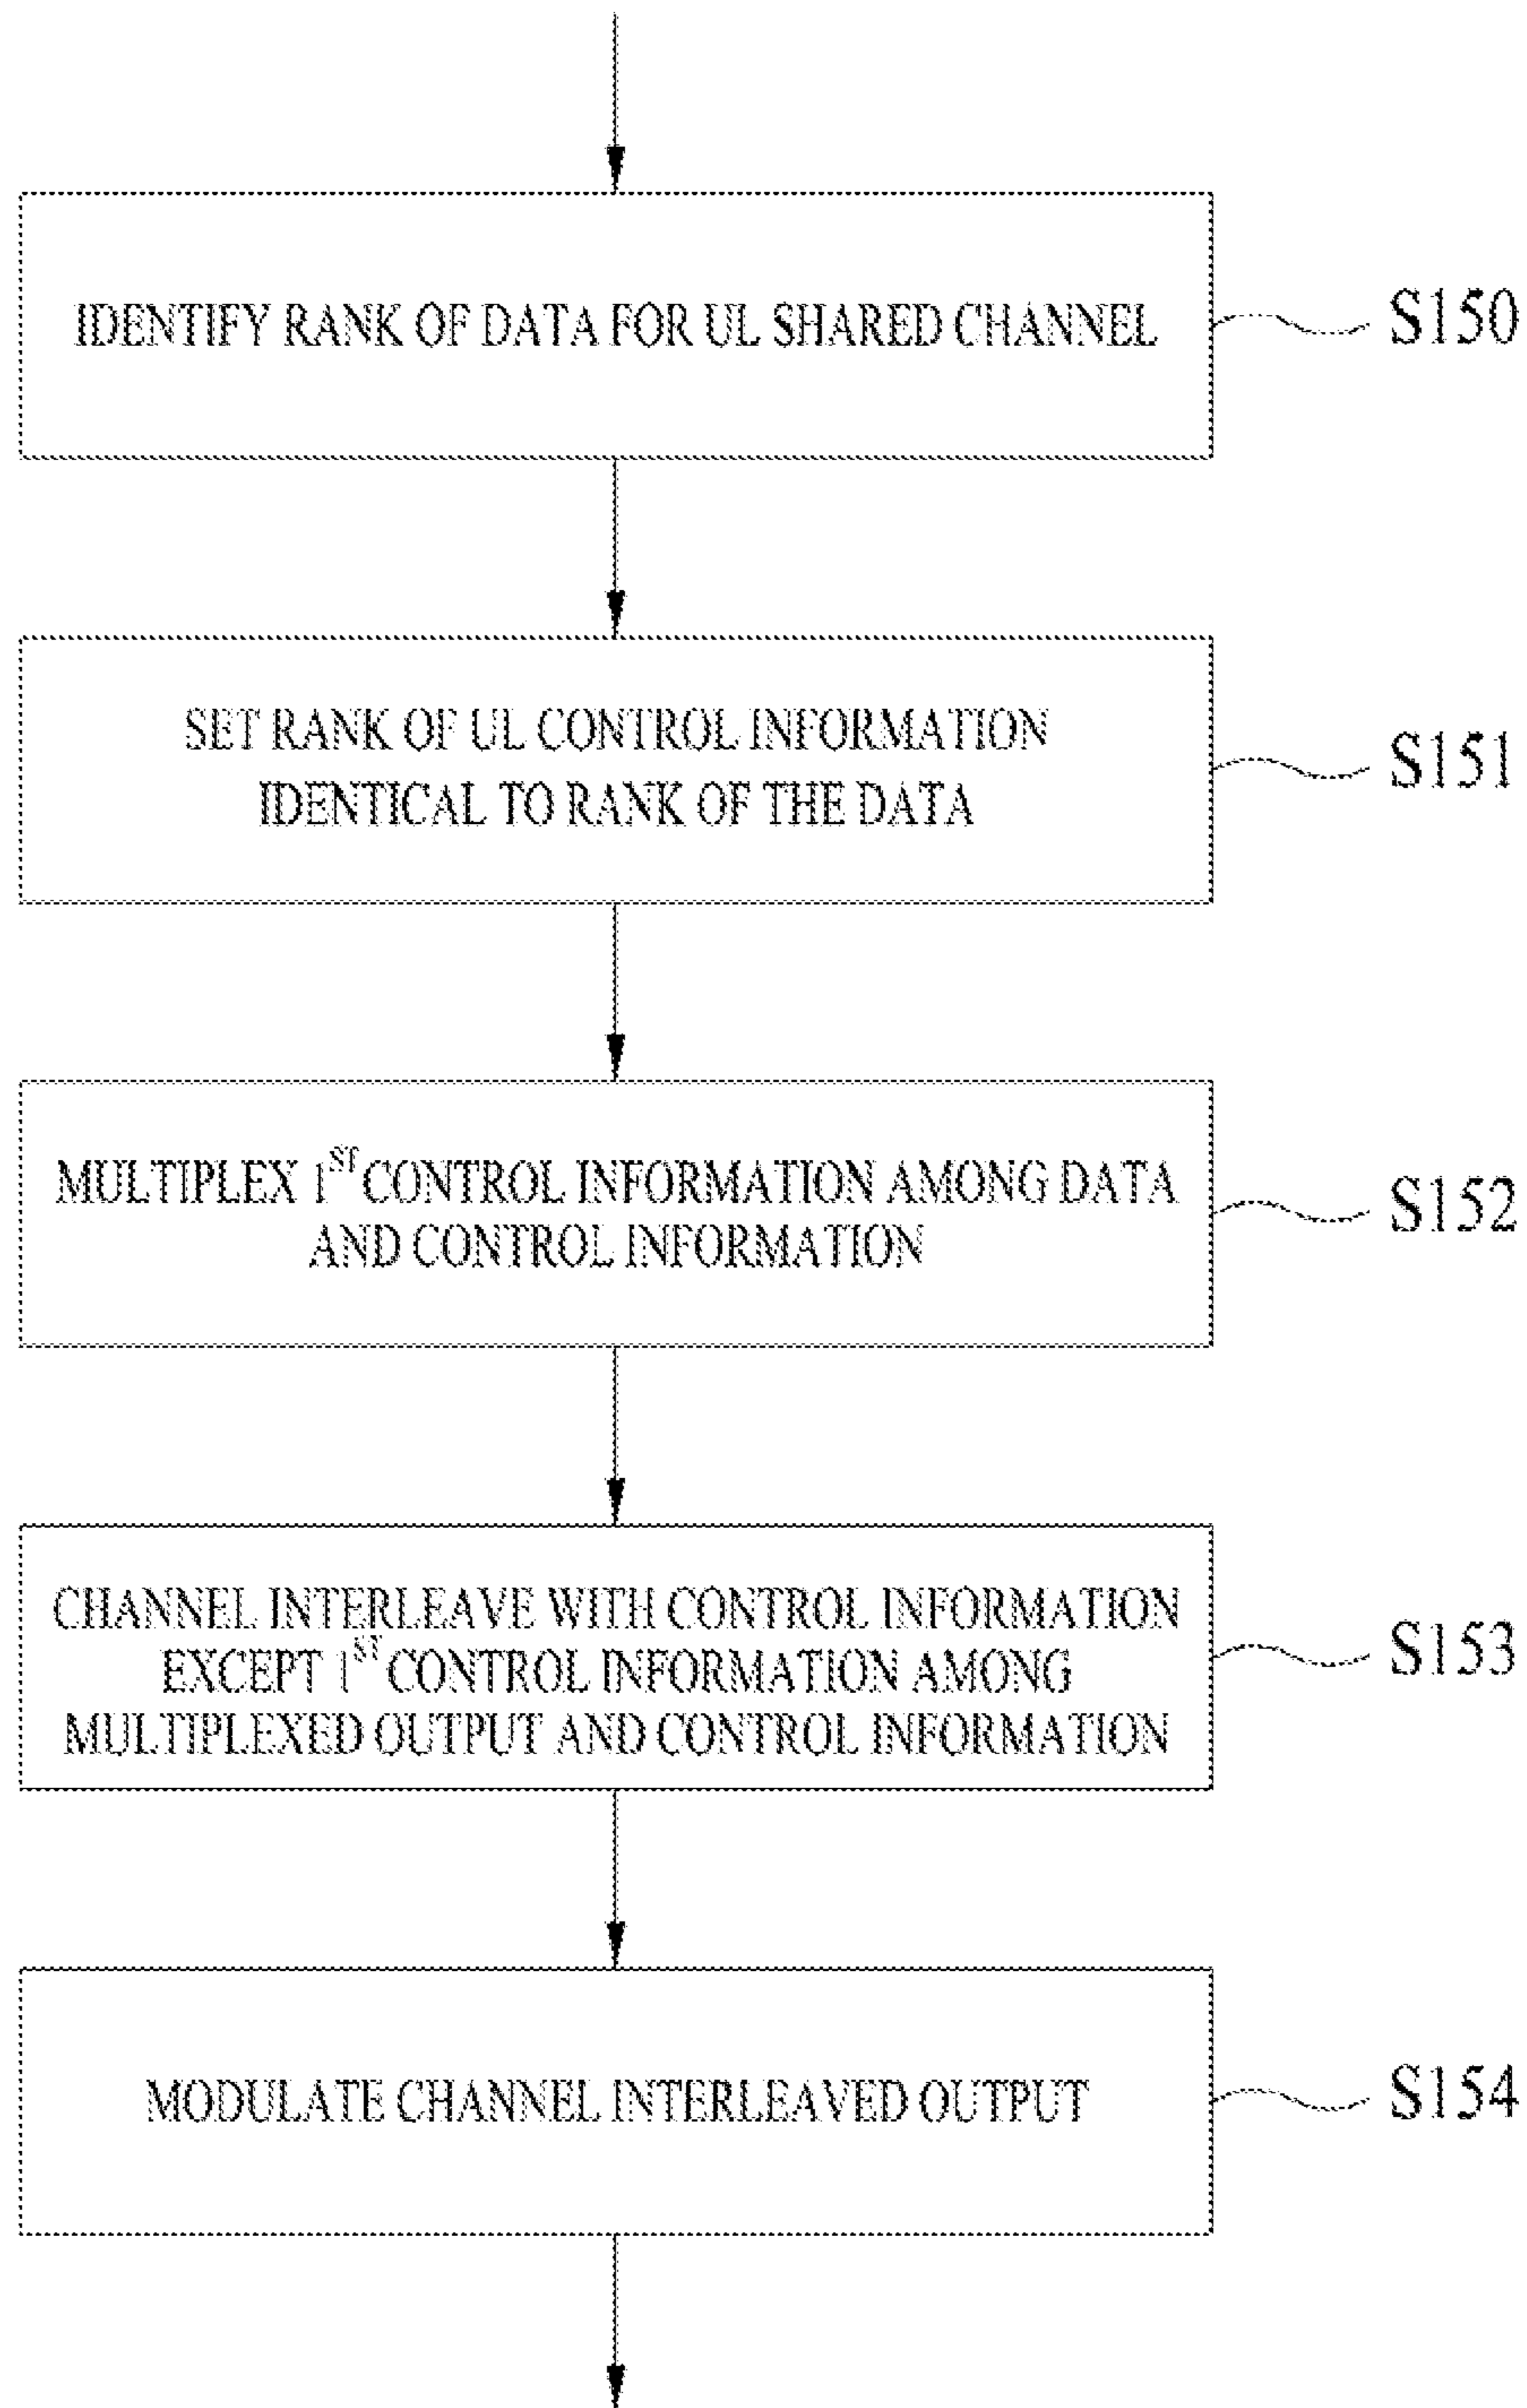 IDENTIFY RANK OF DATA FOR UL SHARED CHANNEL
S150
SET RANK OF UL CONTROL INFORMATION
IDENTICAL TO RANK OF THE DATA
S151
MULTIPLEX 1ST CONTROL INFORMATION AMONG DATA
AND CONTROL INFORMATION
S152
CHANNEL INTERLEAVE WITH CONTROL INFORMATION
EXCEPT 1ST CONTROL INFORMATION AMONG
MULTIPLEXED OUTPUT AND CONTROL INFORMATION
S153
MODULATE CHANNEL INTERLEAVED OUTPUT
S154